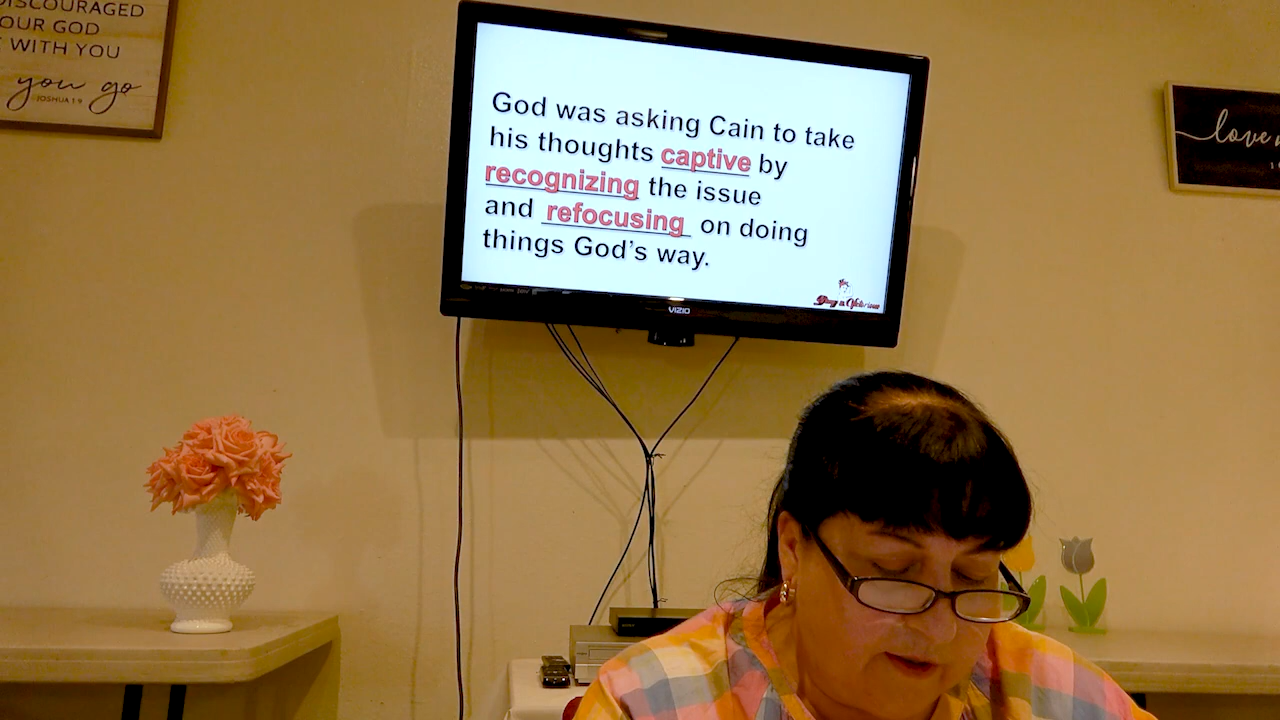 DISCOURAGED
OUR GOD
WITH YOU
you go
JOSHUA 1:9
God was asking Cain to take
his thoughts captive by
recognizing the issue
and refocusing on doing
things God's way.
VIZIO
love